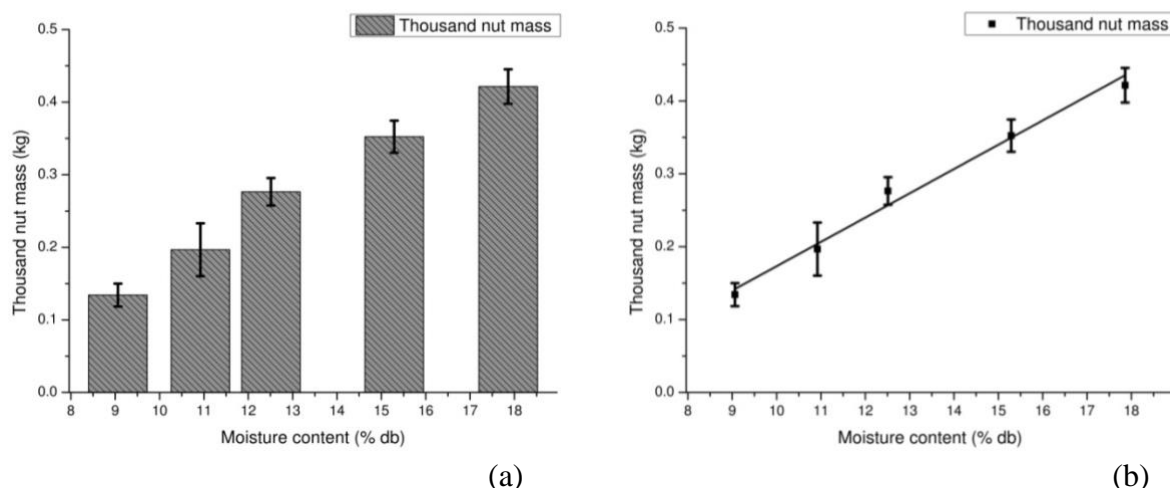 Thousand nut mass
0.5
0.4
0.3
0.2
0.1
0.0
Thousand nut mass (kg)
8 9 10 11 12 13 14 15 16 17 18
Moisture content (% db)
(a)
Thousand nut mass
0.5
0.4
0.3
0.2
0.1
0.0
Thousand nut mass (kg)
8 9 10 11 12 13 14 15 16 17 18
Moisture content (% db)
(b)